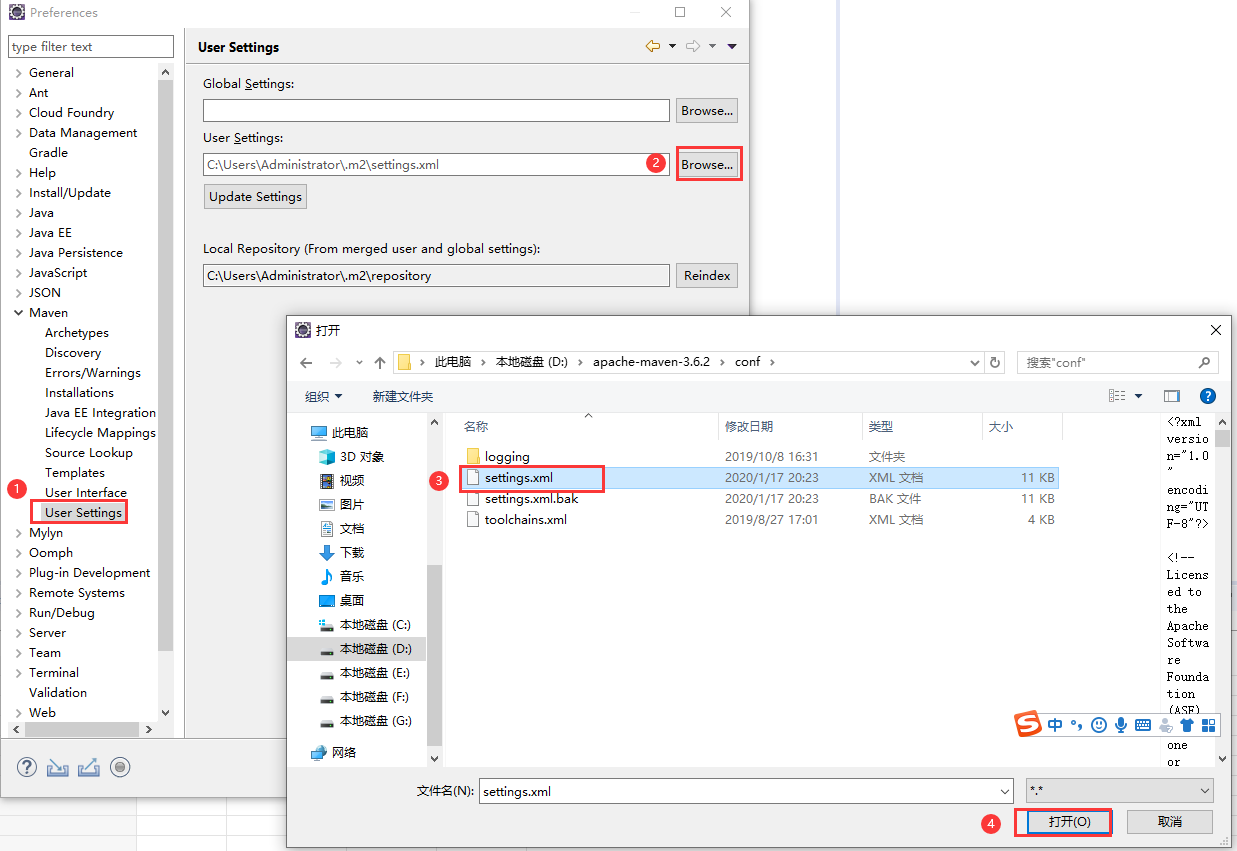 Preferences
type filter text
General
Ant
Cloud Foundry
Data Management
Gradle
Help
Install/Update
Java
Java EE
Java Persistence
JavaScript
JSON
Maven
Archetypes
Discovery
Errors/Warnings
Installations
Java EE Integration
Lifecycle Mappings
Source Lookup
Templates
User Interface
1
User Settings
Mylyn
Oomph
Plug-in Development
Remote Systems
Run/Debug
Server
Team
Terminal
Validation
Web
User Settings
Global Settings:
Browse...
User Settings:
C:\Users\Administrator\.m2\settings.xml
2
Browse...
Update Settings
Local Repository (From merged user and global settings):
C:\Users\Administrator\.m2\repository
Reindex
打开
此电脑
本地磁盘 (D:)
apache-maven-3.6.2
conf
搜索"conf"
组织
新建文件夹
此电脑
3D 对象
视频
图片
文档
下载
音乐
桌面
本地磁盘 (C:)
本地磁盘 (D:)
本地磁盘 (E:)
本地磁盘 (F:)
本地磁盘 (G:)
网络
名称 修改日期 类型 大小
logging 2019/10/8 16:31 文件夹
3
settings.xml 2020/1/17 20:23 XML 文档 11 KB
settings.xml.bak 2020/1/17 20:23 BAK 文件 11 KB
toolchains.xml 2019/8/27 17:01 XML 文档 4 KB
<?xml
versio
n="1.0
"
encodi
ng="UT
F-8"?>
<!--
Licens
ed to
the
Apache
Softwa
re
Founda
tion
(ASF)
中
one
or
文件名(N):
settings.xml
*.*
4
打开(O)
取消